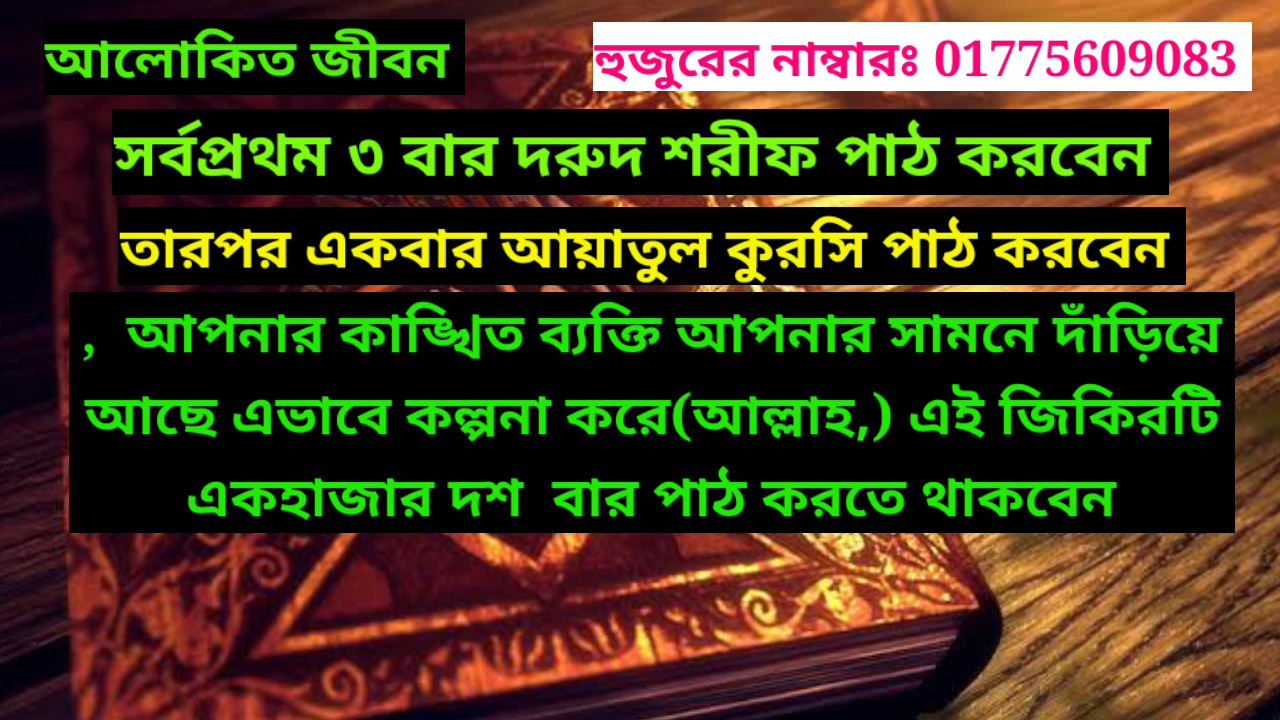 আলোকিত জীবন
হুজুরের নাম্বারঃ 01775609083
সর্বপ্রথম ৩ বার দরুদ শরীফ পাঠ করবেন
তারপর একবার আয়াতুল কুরসি পাঠ করবেন
, আপনার কাঙ্খিত ব্যক্তি আপনার সামনে দাঁড়িয়ে
আছে এভাবে কল্পনা করে(আল্লাহ,) এই জিকিরটি
একহাজার দশ বার পাঠ করতে থাকবেন